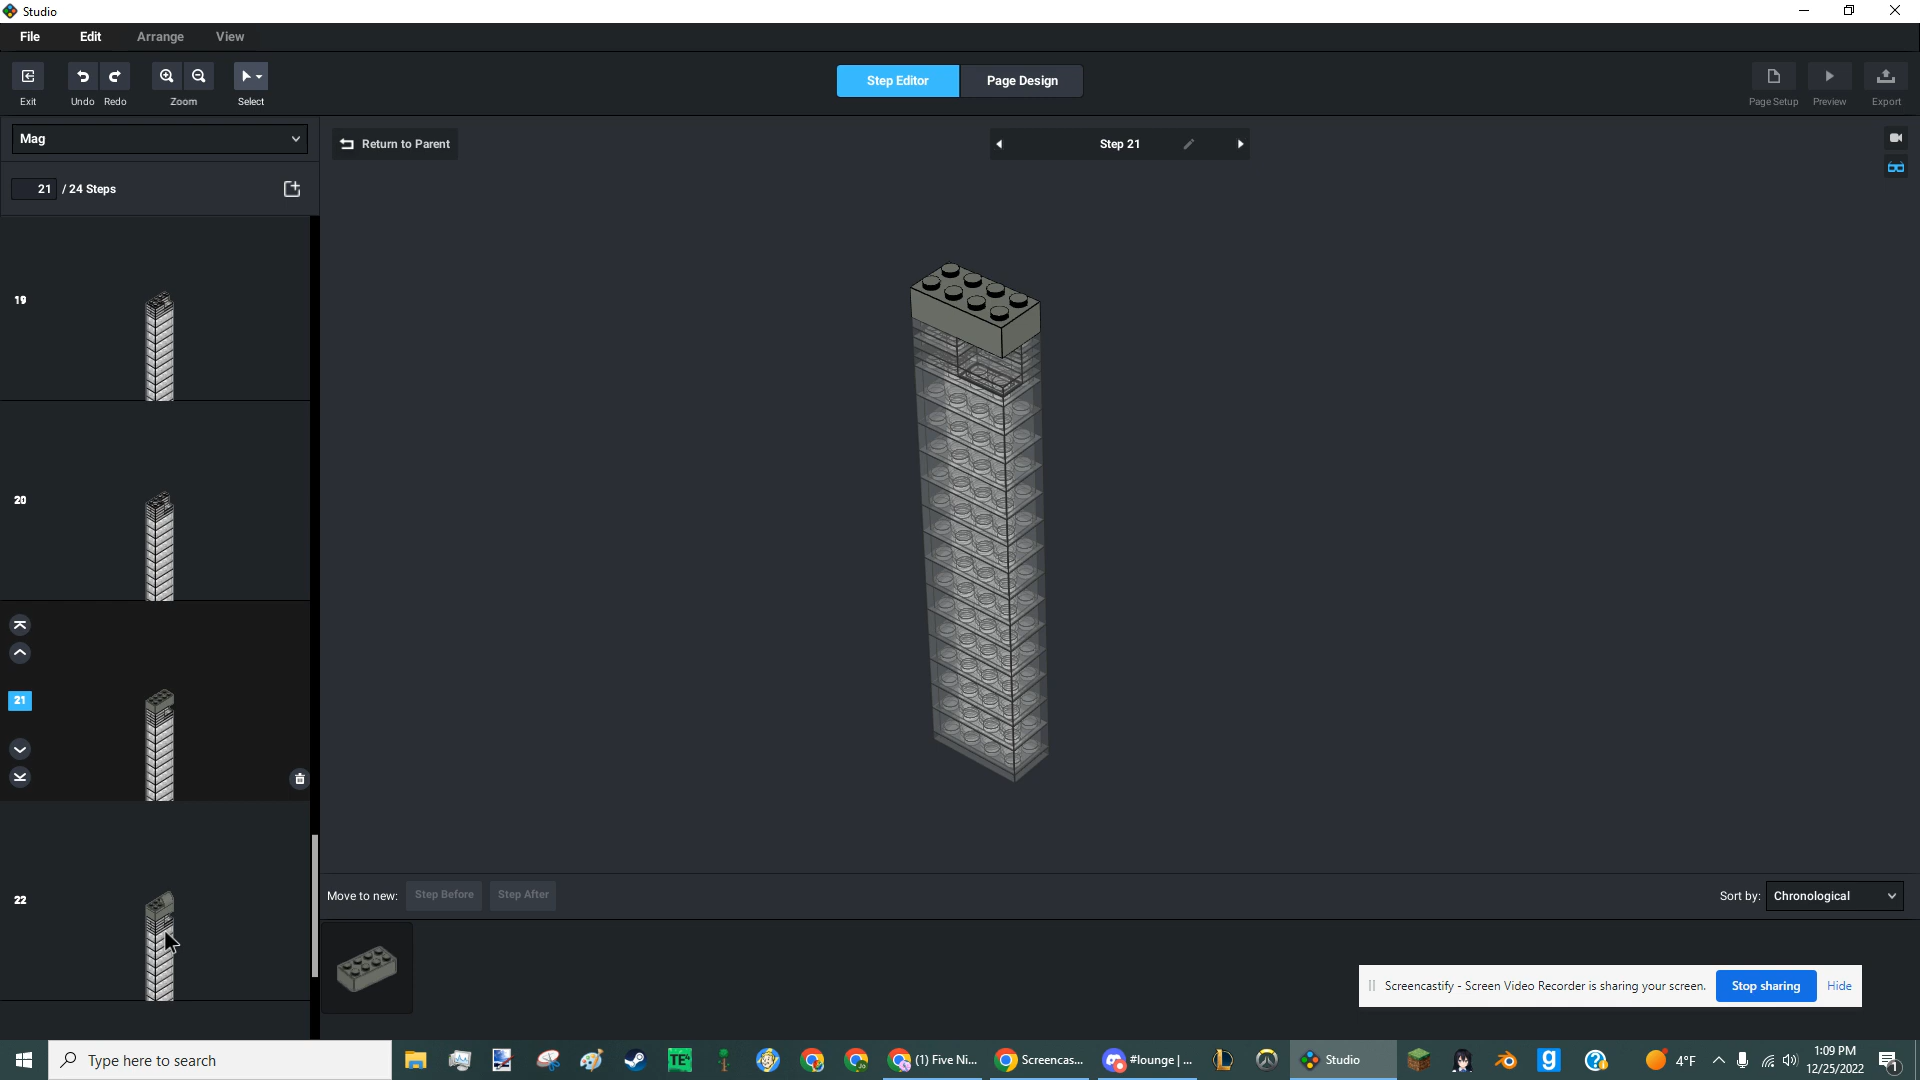 Studio
File Edit Arrange View
Exit Undo Redo Zoom Select
Step Editor Page Design
Page Setup Preview Export
Mag
Return to Parent
Step 21
21 / 24 Steps
19
20
21
22
Move to new: Step Before Step After
Sort by: Chronological
Screencastify - Screen Video Recorder is sharing your screen. Stop sharing Hide
Type here to search
TE
(1) Five Ni...
Screencas...
#lounge | ...
Studio
4°F
1:09 PM
12/25/2022
1